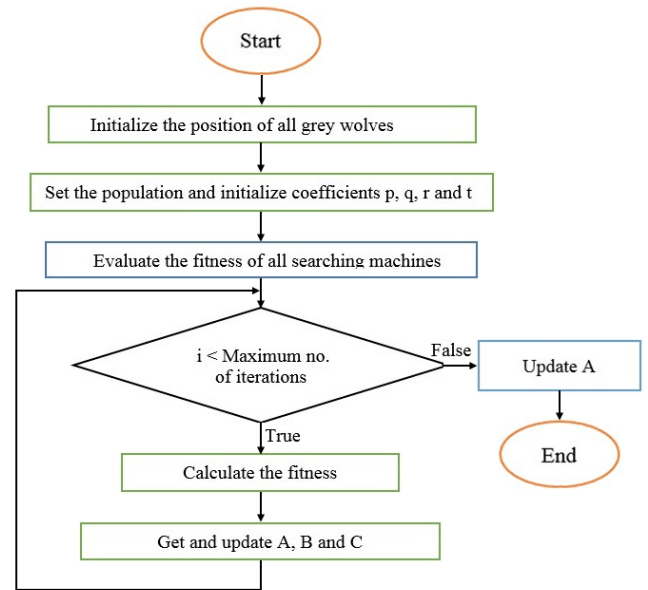 Start
Initialize the position of all grey wolves
Set the population and initialize coefficients p, q, r and t
Evaluate the fitness of all searching machines
i < Maximum no.
of iterations
False
Update A
End
True
Calculate the fitness
Get and update A, B and C